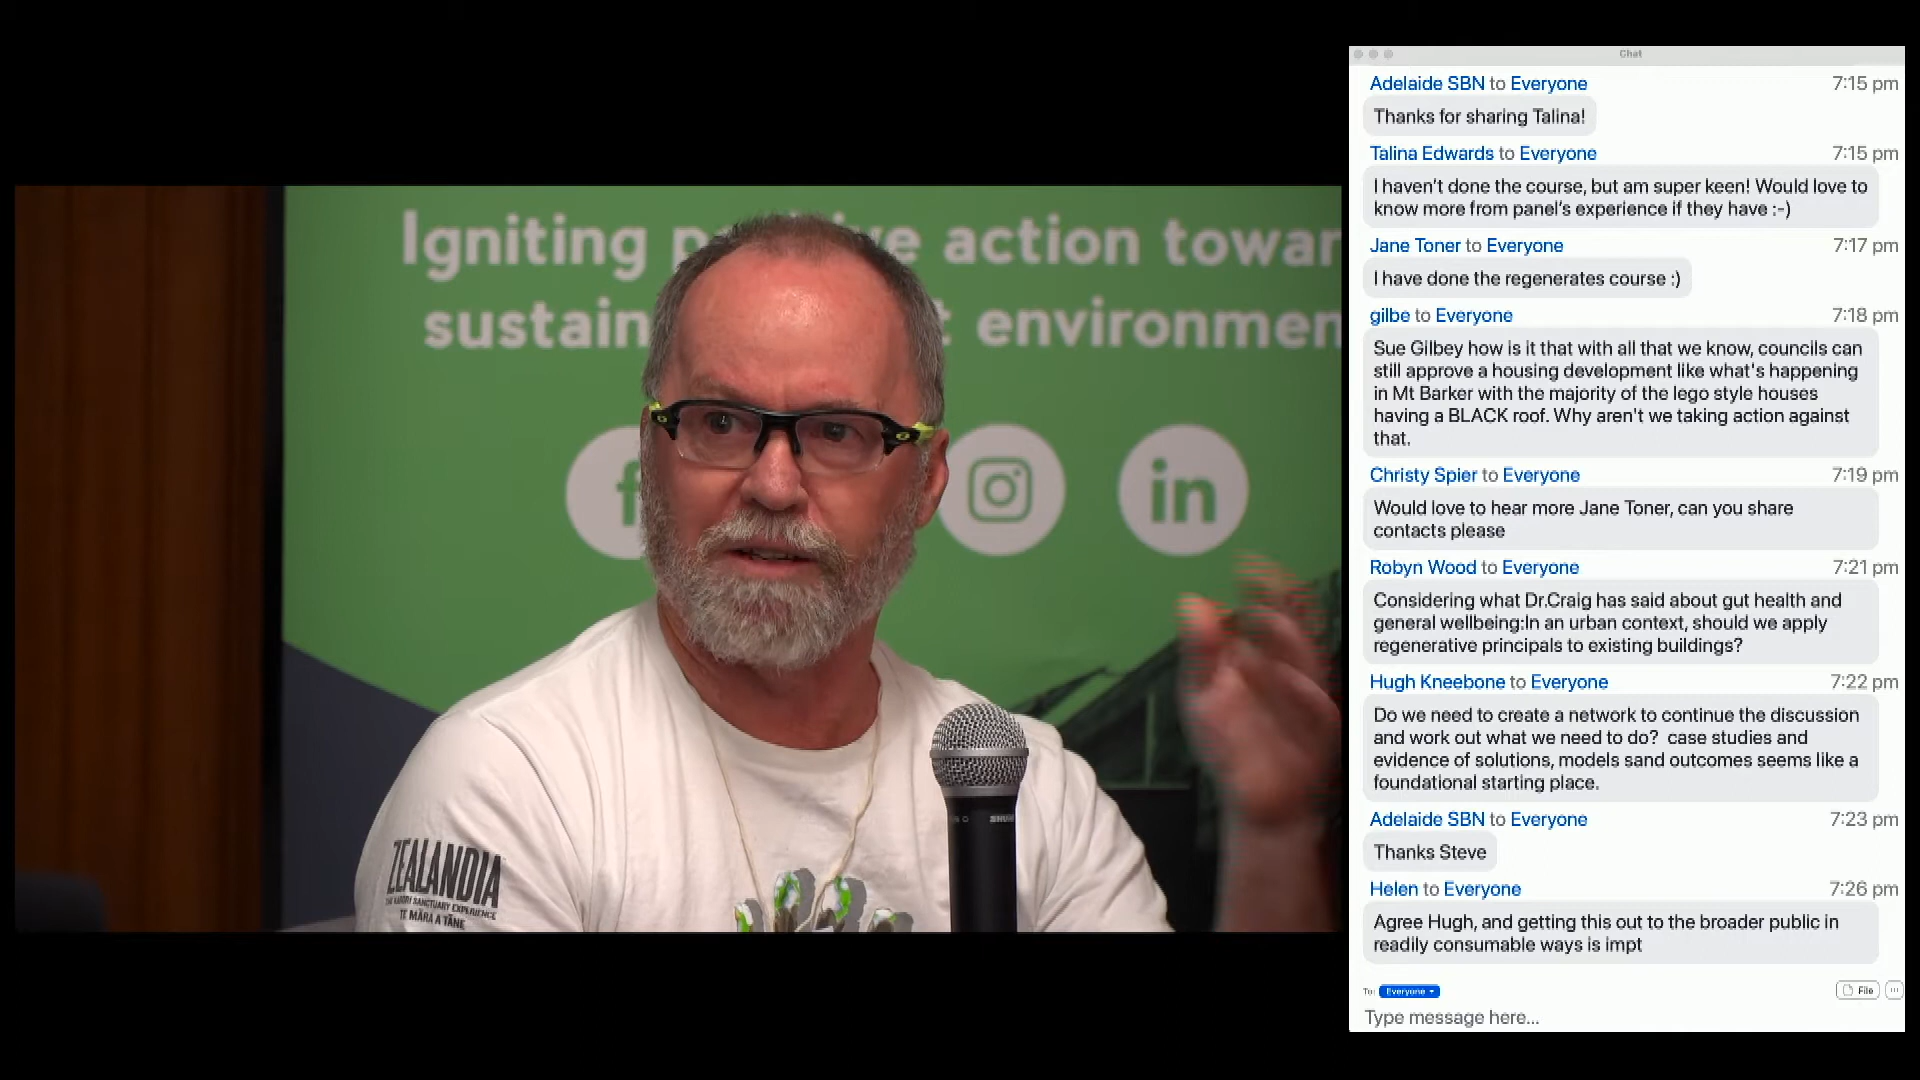 Igniting action towar
sustain environmen
f
in
ZEALANDIA
THE KARORI SANCTUARY EXPERIENCE
TE MĀRA A TĀNE
SHURE
Chat
Adelaide SBN to Everyone 7:15 pm
Thanks for sharing Talina!
Talina Edwards to Everyone 7:15 pm
I haven't done the course, but am super keen! Would love to
know more from panel's experience if they have :-)
Jane Toner to Everyone 7:17 pm
I have done the regenerates course :)
gilbe to Everyone 7:18 pm
Sue Gilbey how is it that with all that we know, councils can
still approve a housing development like what's happening
in Mt Barker with the majority of the lego style houses
having a BLACK roof. Why aren't we taking action against
that.
Christy Spier to Everyone 7:19 pm
Would love to hear more Jane Toner, can you share
contacts please
Robyn Wood to Everyone 7:21 pm
Considering what Dr.Craig has said about gut health and
general wellbeing:In an urban context, should we apply
regenerative principals to existing buildings?
Hugh Kneebone to Everyone 7:22 pm
Do we need to create a network to continue the discussion
and work out what we need to do?  case studies and
evidence of solutions, models sand outcomes seems like a
foundational starting place.
Adelaide SBN to Everyone 7:23 pm
Thanks Steve
Helen to Everyone 7:26 pm
Agree Hugh, and getting this out to the broader public in
readily consumable ways is impt
To: Everyone File ...
Type message here...